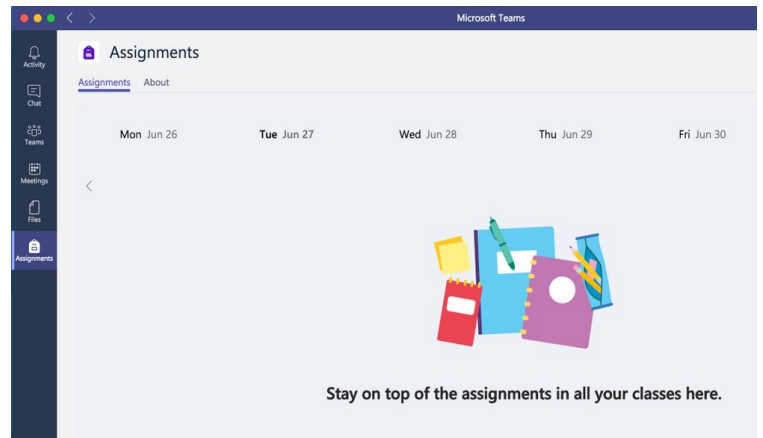 Microsoft Teams
Activity
Chat
Teams
Meetings
Files
Assignments
Assignments
Assignments About
Mon Jun 26 Tue Jun 27 Wed Jun 28 Thu Jun 29 Fri Jun 30
Stay on top of the assignments in all your classes here.